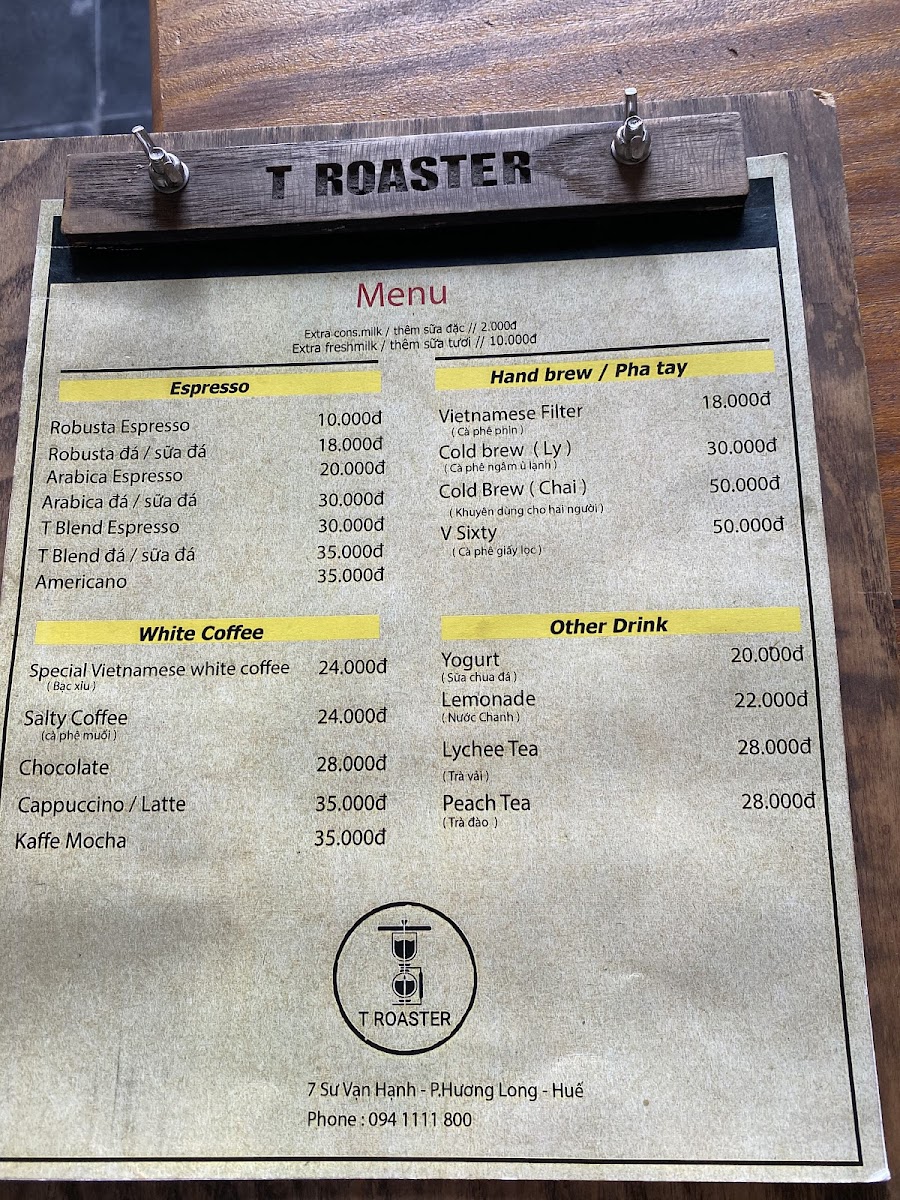 T ROASTER
Menu
Extra cons.milk / thêm sữa đặc // 2.000đ
Extra freshmilk / thêm sữa tươi // 10.000đ
Espresso
Robusta Espresso 10.000đ
Robusta đá / sữa đá 18.000đ
Arabica Espresso 20.000đ
Arabica đá / sữa đá 30.000đ
T Blend Espresso 30.000đ
T Blend đá / sữa đá 35.000đ
Americano 35.000đ
White Coffee
Special Vietnamese white coffee 24.000đ
( Bạc xỉu )
Salty Coffee 24.000đ
(cà phê muối )
Chocolate 28.000đ
Cappuccino / Latte 35.000đ
Kaffe Mocha 35.000đ
Hand brew / Pha tay
Vietnamese Filter 18.000đ
( Cà phê phin )
Cold brew ( Ly ) 30.000đ
( Cà phê ngâm ủ lạnh )
Cold Brew ( Chai ) 50.000đ
( Khuyên dùng cho hai người )
V Sixty 50.000đ
( Cà phê giấy lọc )
Other Drink
Yogurt 20.000đ
( Sữa chua đá )
Lemonade 22.000đ
( Nước Chanh )
Lychee Tea 28.000đ
( Trà vải )
Peach Tea 28.000đ
( Trà đào )
T ROASTER
7 Sư Vạn Hạnh - P.Hương Long - Huế
Phone : 094 1111 800